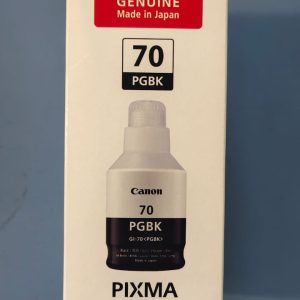 GENUINE
Made in Japan
70
PGBK
Canon
70
PGBK
GI-70<PGBK>
PIXMA